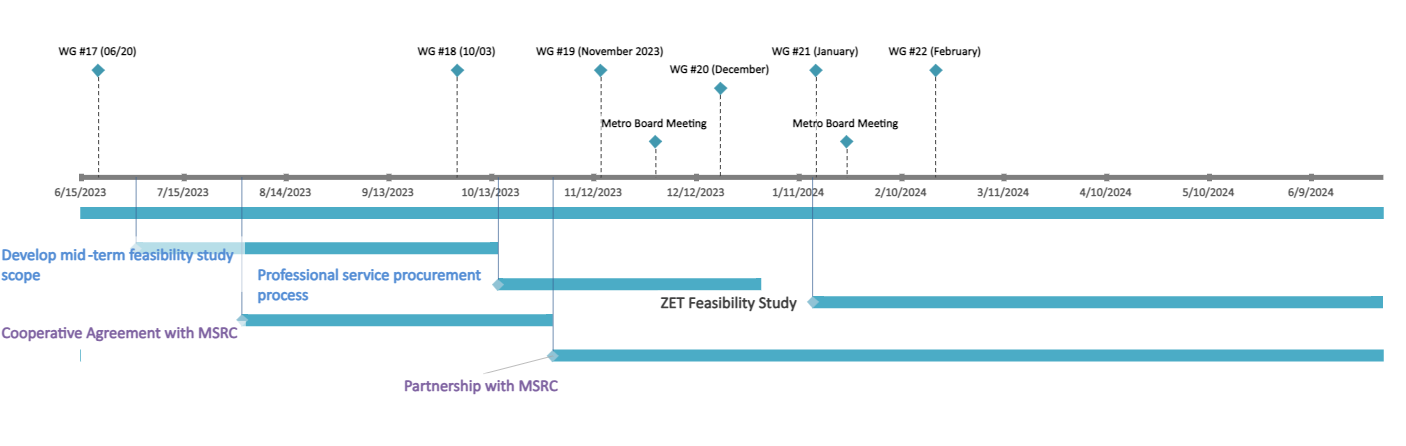 WG #17 (06/20)
WG #18 (10/03)
WG #19 (November 2023)
WG #21 (January)
WG #22 (February)
WG #20 (December)
Metro Board Meeting
Metro Board Meeting
6/15/2023
7/15/2023
8/14/2023
9/13/2023
10/13/2023
11/12/2023
12/12/2023
1/11/2024
2/10/2024
3/11/2024
4/10/2024
5/10/2024
6/9/2024
Develop mid-term feasibility study
scope
Professional service procurement
process
ZET Feasibility Study
Cooperative Agreement with MSRC
Partnership with MSRC